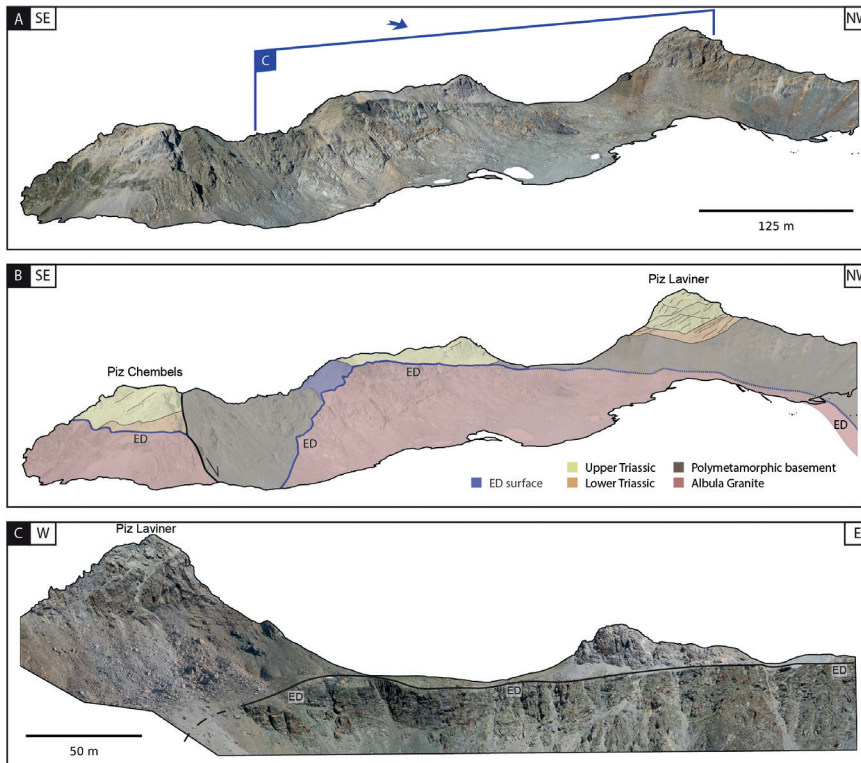 A SE
NW
C
125 m
B SE
NW
Piz Laviner
Piz Chembels
ED
ED
ED
ED
Upper Triassic
Polymetamorphic basement
ED surface
Lower Triassic
Albula Granite
C W
Piz Laviner
E
ED
ED
ED
50 m